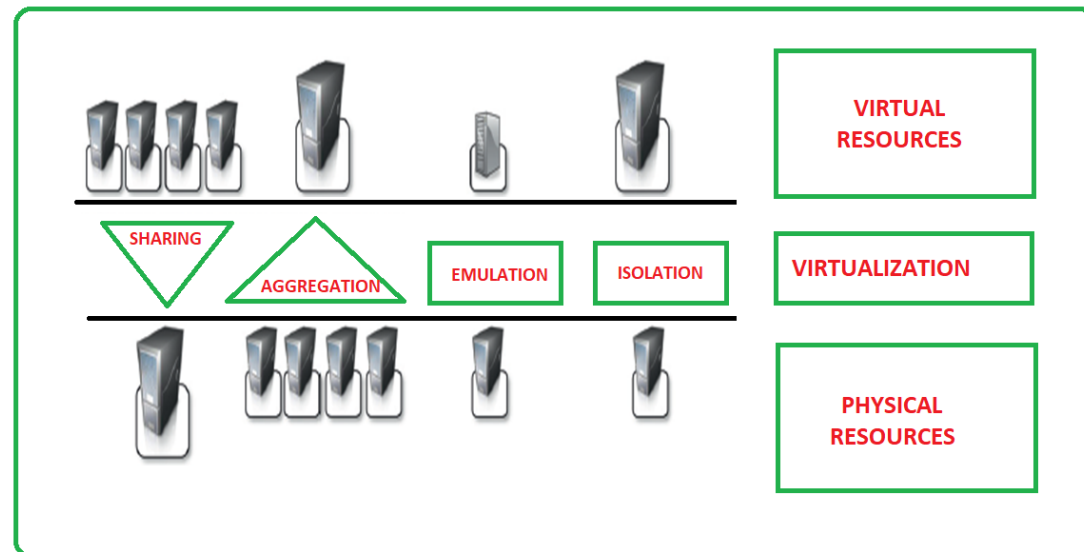 VIRTUAL
RESOURCES
SHARING
AGGREGATION
EMULATION
ISOLATION
VIRTUALIZATION
PHYSICAL
RESOURCES